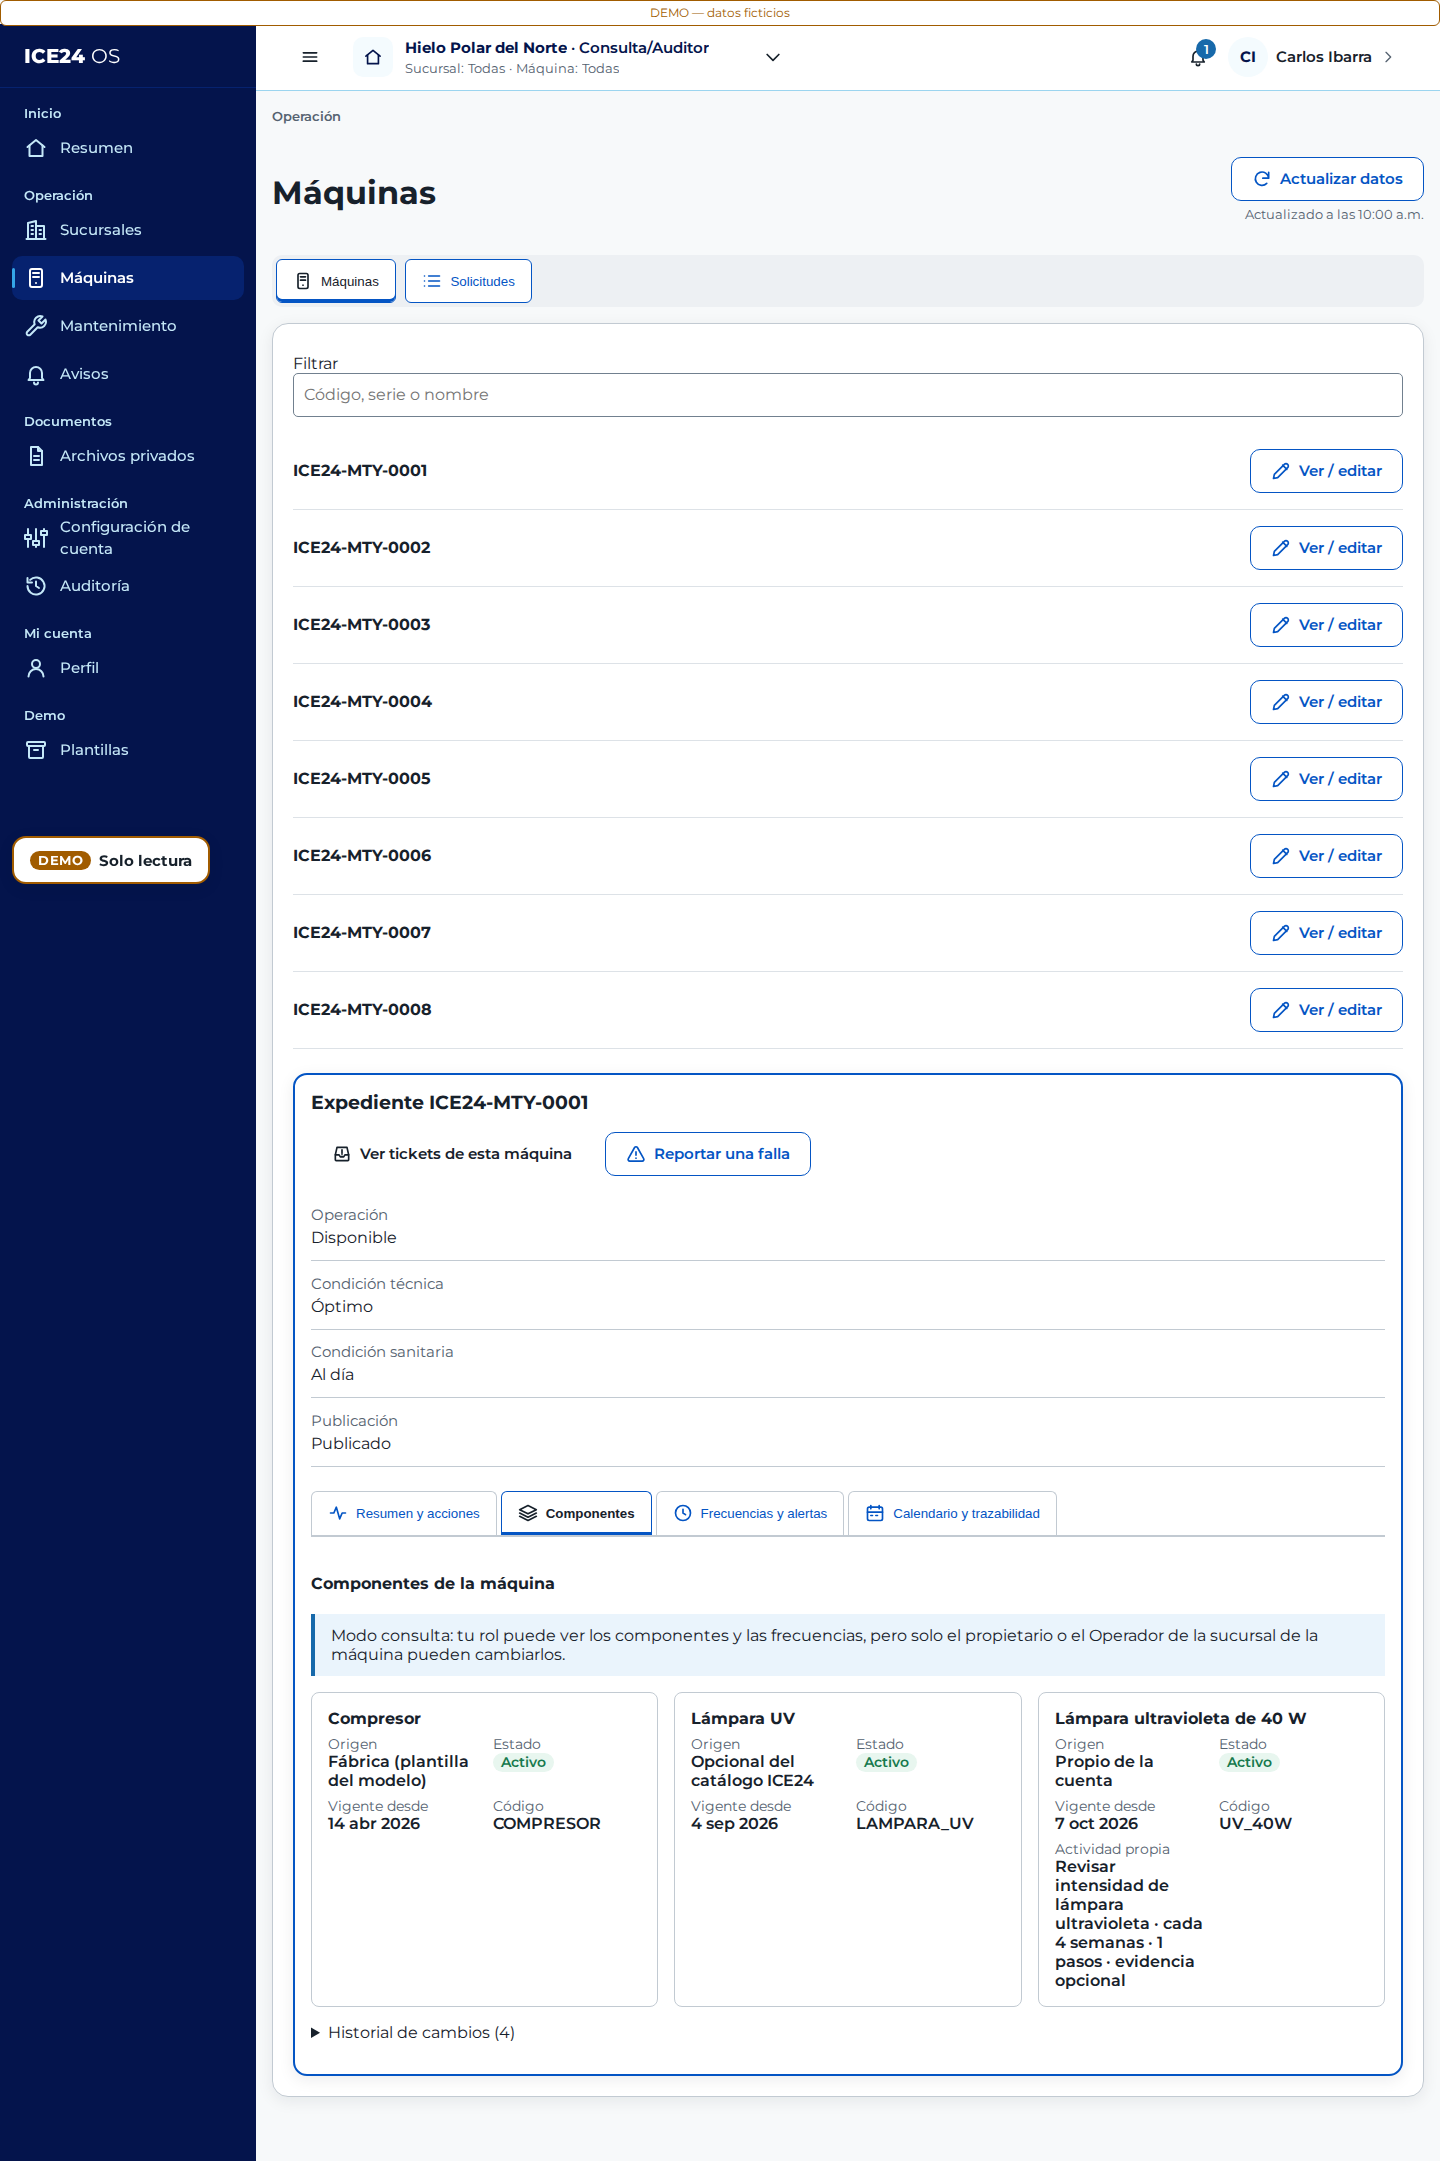 DEMO — datos ficticios
ICE24 OS
Hielo Polar del Norte · Consulta/Auditor
Sucursal: Todas · Máquina: Todas
1
CI
Carlos Ibarra
Inicio
Resumen
Operación
Sucursales
Máquinas
Mantenimiento
Avisos
Documentos
Archivos privados
Administración
Configuración de
cuenta
Auditoría
Mi cuenta
Perfil
Demo
Plantillas
DEMO Solo lectura
Operación
Máquinas
Actualizar datos
Actualizado a las 10:00 a.m.
Máquinas
Solicitudes
Filtrar
Código, serie o nombre
ICE24-MTY-0001
Ver / editar
ICE24-MTY-0002
Ver / editar
ICE24-MTY-0003
Ver / editar
ICE24-MTY-0004
Ver / editar
ICE24-MTY-0005
Ver / editar
ICE24-MTY-0006
Ver / editar
ICE24-MTY-0007
Ver / editar
ICE24-MTY-0008
Ver / editar
Expediente ICE24-MTY-0001
Ver tickets de esta máquina
Reportar una falla
Operación
Disponible
Condición técnica
Óptimo
Condición sanitaria
Al día
Publicación
Publicado
Resumen y acciones
Componentes
Frecuencias y alertas
Calendario y trazabilidad
Componentes de la máquina
Modo consulta: tu rol puede ver los componentes y las frecuencias, pero solo el propietario o el Operador de la sucursal de la
máquina pueden cambiarlos.
Compresor
Origen
Fábrica (plantilla
del modelo)
Estado
Activo
Vigente desde
14 abr 2026
Código
COMPRESOR
Lámpara UV
Origen
Opcional del
catálogo ICE24
Estado
Activo
Vigente desde
4 sep 2026
Código
LAMPARA_UV
Lámpara ultravioleta de 40 W
Origen
Propio de la
cuenta
Estado
Activo
Vigente desde
7 oct 2026
Código
UV_40W
Actividad propia
Revisar
intensidad de
lámpara
ultravioleta · cada
4 semanas · 1
pasos · evidencia
opcional
Historial de cambios (4)